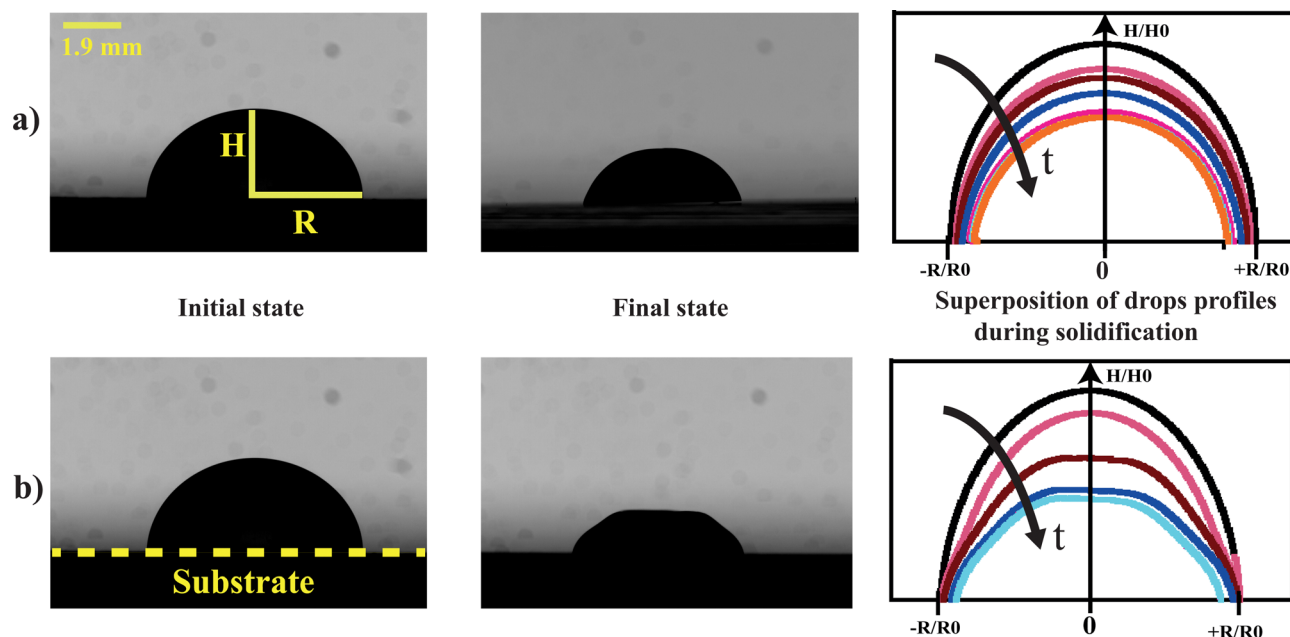 1.9 mm
H
R
a)
H/H0
t
-R/R0
0
+R/R0
Initial state
Final state
Superposition of drops profiles
during solidification
b)
Substrate
H/H0
t
-R/R0
0
+R/R0